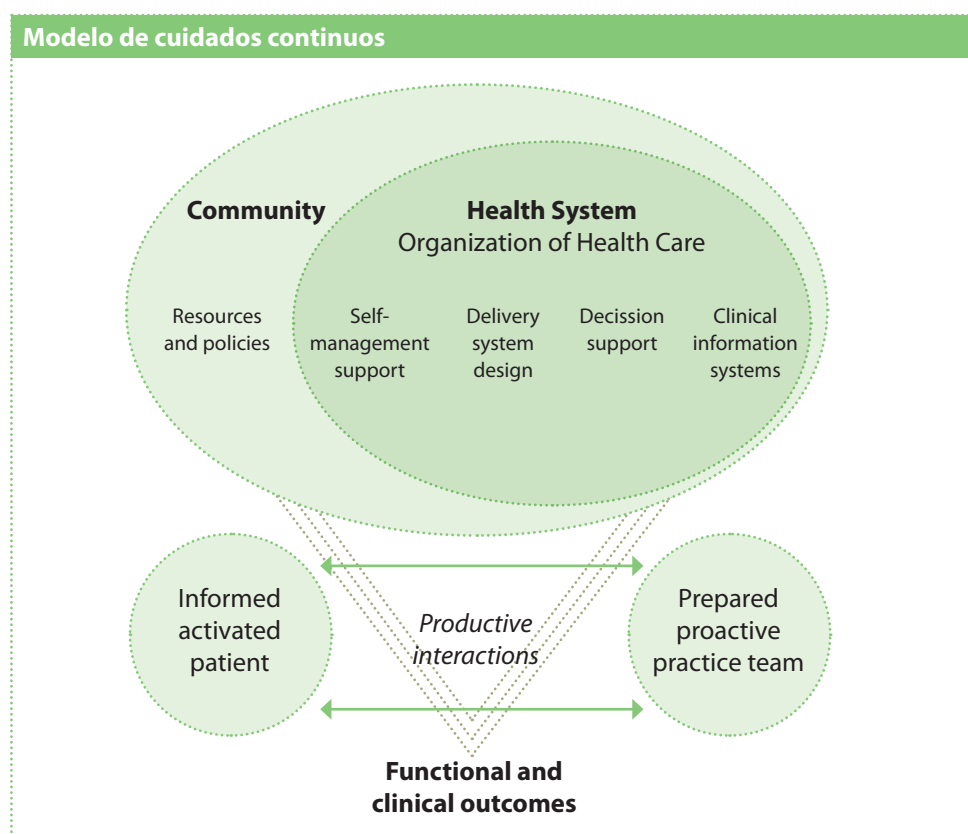 Modelo de cuidados continuos
Community
Health System
Organization of Health Care
Resources
and policies
Self-
management
support
Delivery
system
design
Decission
support
Clinical
information
systems
Informed
activated
patient
Productive
interactions
Prepared
proactive
practice team
Functional and
clinical outcomes